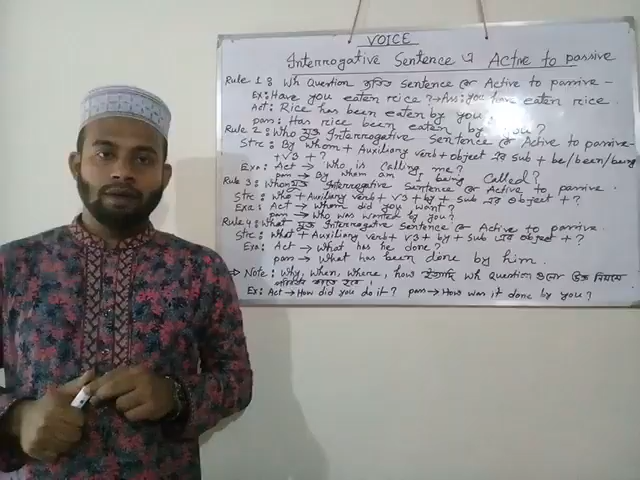 VOICE
Interrogative Sentence এ Active to passive
Rule 1: Wh Question Sentence কে Active to passive -
Ex: Have you eaten rice? → Ass: you have eaten rice.
Act: Rice has been eaten by you.
pass: Has rice been eaten by you?
Rule 2: Who যুক্ত Interrogative Sentence কে Active to passive -
Stre: By whom + Auxiliary verb + object এর sub + be/been/being
+ V3 + ?
Exa: Act → Who is calling me?
pass → By whom am I being Called?
Rule 3: Whom যুক্ত Interrogative Sentence কে Active to passive.
Stre: Who + Auxiliary verb + V3 + by + sub এর object + ?
Exa: Act → Whom did you want?
pass → Who was wanted by you?
Rule 4: What যুক্ত Interrogative Sentence কে Active to passive.
Stre: What + Auxiliary verb + V3 + by + sub এর object + ?
Exa: Act → What has he done?
pass → What has been done by him.
⇒ Note: Why, When, Where, how ইত্যাদি Wh Question গুলো উক্ত নিয়মে
করতে হবে।
Ex: Act → How did you do it? pass → How was it done by you?